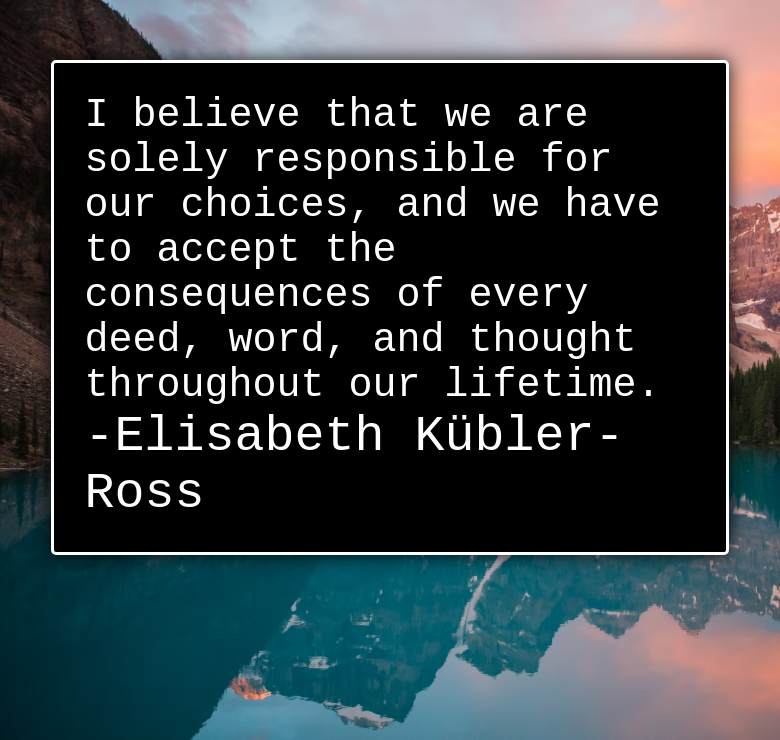 I believe that we are
solely responsible for
our choices, and we have
to accept the
consequences of every
deed, word, and thought
throughout our lifetime.
-Elisabeth Kübler-
Ross